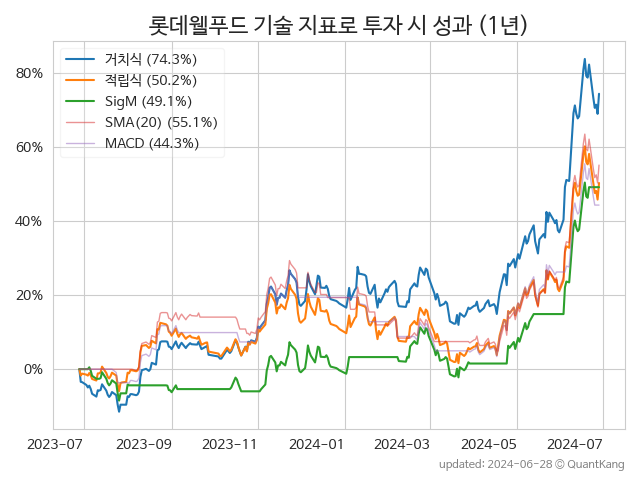 롯데웰푸드 기술 지표로 투자 시 성과 (1년)
거치식 (74.3%)
적립식 (50.2%)
SigM (49.1%)
SMA(20) (55.1%)
MACD (44.3%)
80%
60%
40%
20%
0%
2023-07 2023-09 2023-11 2024-01 2024-03 2024-05 2024-07
updated: 2024-06-28 © QuantKang